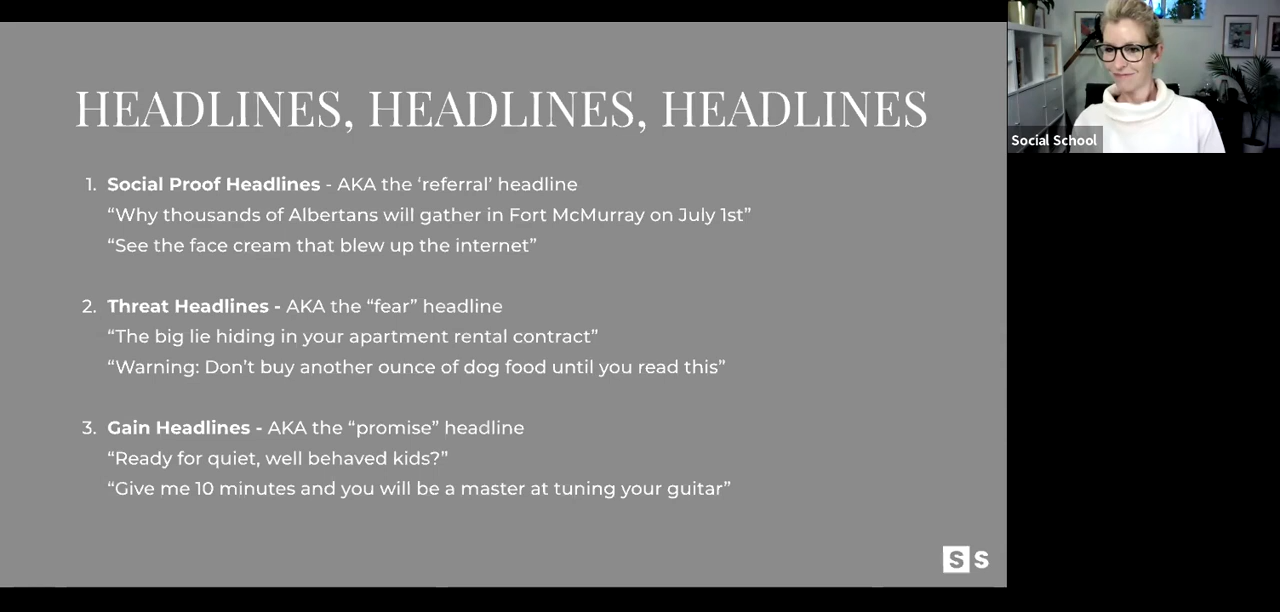 HEADLINES, HEADLINES, HEADLINES
1. Social Proof Headlines - AKA the ‘referral’ headline
“Why thousands of Albertans will gather in Fort McMurray on July 1st”
“See the face cream that blew up the internet”
2. Threat Headlines - AKA the “fear” headline
“The big lie hiding in your apartment rental contract”
“Warning: Don’t buy another ounce of dog food until you read this”
3. Gain Headlines - AKA the “promise” headline
“Ready for quiet, well behaved kids?”
“Give me 10 minutes and you will be a master at tuning your guitar”
S S
Social School